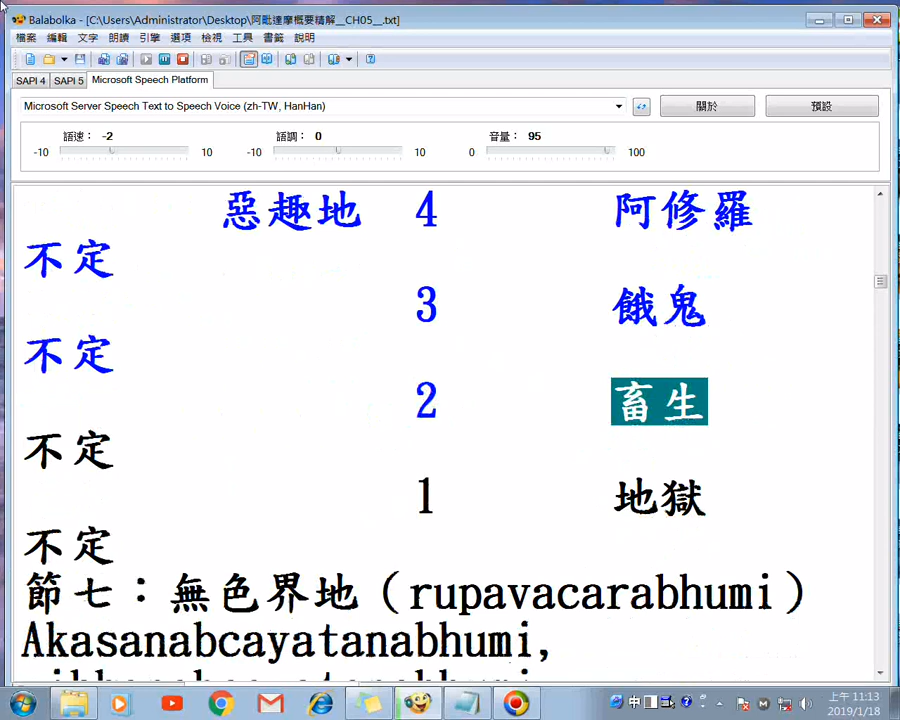 Balabolka - [C:\Users\Administrator\Desktop\阿毗達摩概要精解__CH05__.txt]
檔案 編輯 文字 朗讀 引擎 選項 檢視 工具 書籤 說明
SAPI 4 SAPI 5 Microsoft Speech Platform
Microsoft Server Speech Text to Speech Voice (zh-TW, HanHan) 關於 預設
語速： -2 語調： 0 音量： 95
-10 10 -10 10 0 100
惡趣地 4 阿修羅
不定
3 餓鬼
不定
2 畜生
不定
1 地獄
不定
節七：無色界地（rupavacarabhumi）
Akasanabcayatanabhumi,
中
上午 11:13
2019/1/18